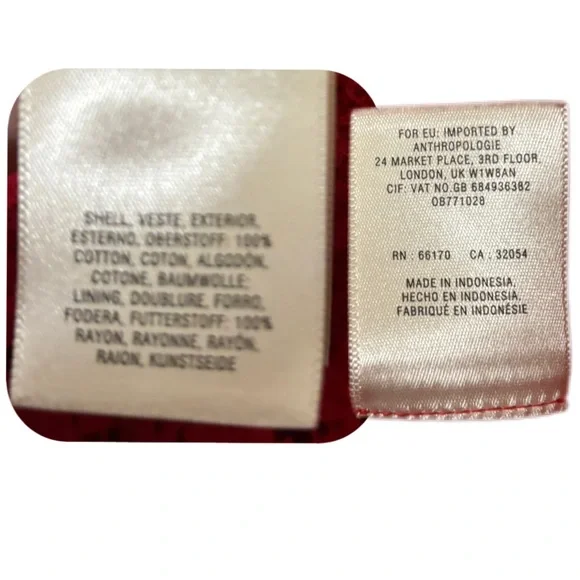 SHELL, VESTE, EXTERIOR,
ESTERNO, OBERSTOFF: 100%
COTTON, COTON, ALGODÓN,
COTONE, BAUMWOLLE;
LINING, DOUBLURE, FORRO,
FODERA, FUTTERSTOFF: 100%
RAYON, RAYONNE, RAYÓN,
RAION, KUNSTSEIDE
FOR EU: IMPORTED BY
ANTHROPOLOGIE
24 MARKET PLACE, 3RD FLOOR,
LONDON, UK W1W8AN
CIF: VAT NO.GB 684936382
OB771028
RN : 66170 CA : 32054
MADE IN INDONESIA,
HECHO EN INDONESIA,
FABRIQUÉ EN INDONÉSIE